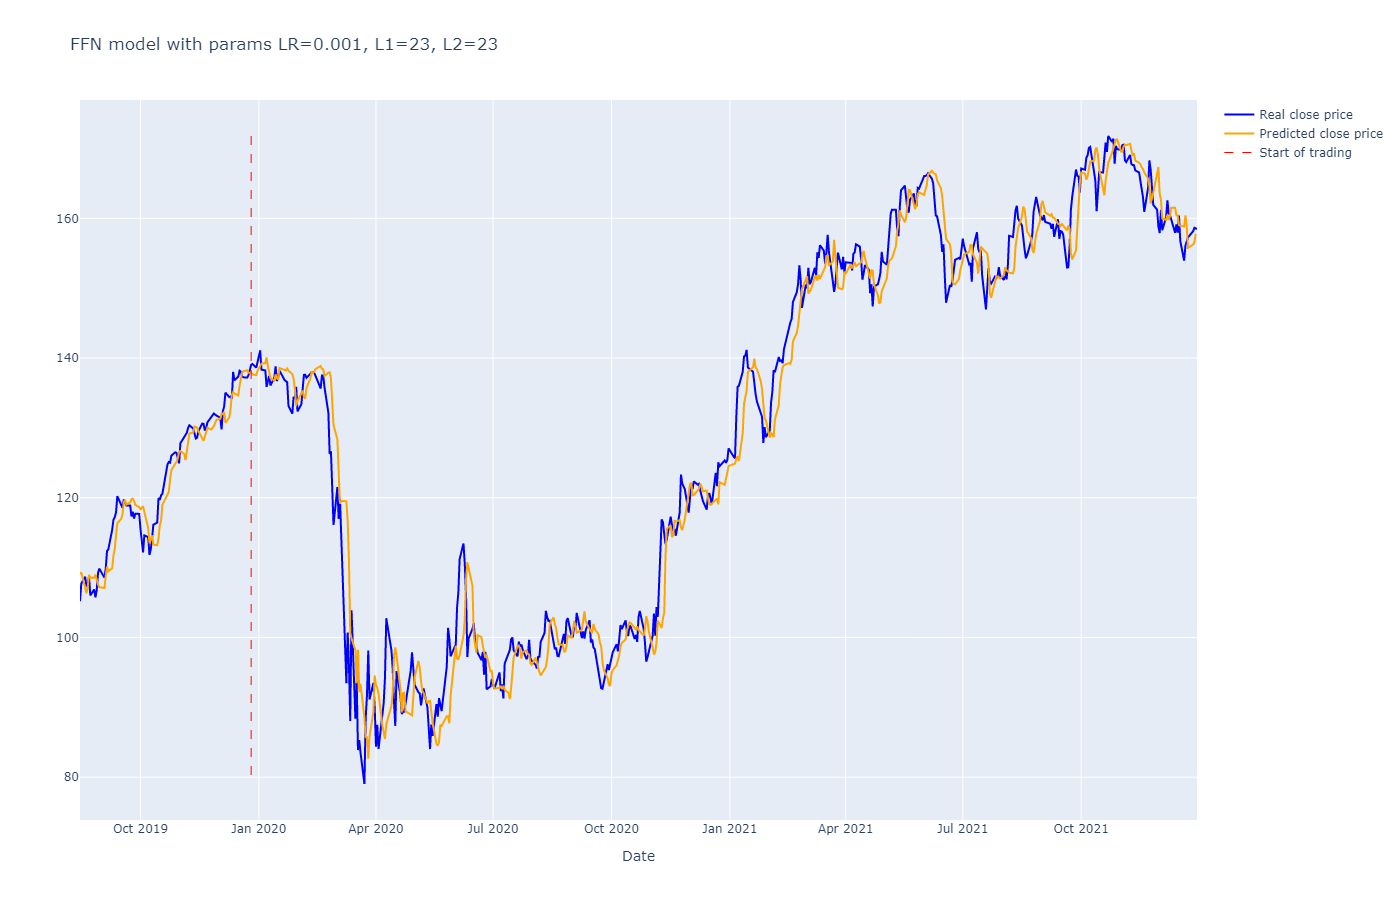 FFN model with params LR=0.001, L1=23, L2=23
Real close price
Predicted close price
Start of trading
160
140
120
100
80
Oct 2019
Jan 2020
Apr 2020
Jul 2020
Oct 2020
Jan 2021
Apr 2021
Jul 2021
Oct 2021
Date